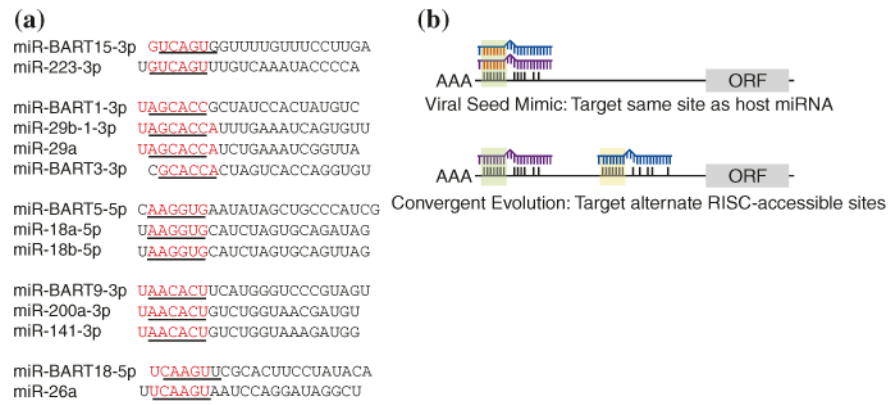 (a)
miR-BART15-3p GUCAGUGGUUUUGUUUCCUUGA
miR-223-3p UGUCAGUUUGUCAAAUACCCCA
miR-BART1-3p UAGCACCGCUAUCCACUAUGUC
miR-29b-1-3p UAGCACCAUUUGAAAUCAGUGUU
miR-29a UAGCACCAUCUGAAAUCGGUUA
miR-BART3-3p CGCACCACUAGUCACCAGGUGU
miR-BART5-5p CAAGGUGAAUAUAGCUGCCCAUCG
miR-18a-5p UAAGGUGCAUCUAGUGCAGAUAG
miR-18b-5p UAAGGUGCAUCUAGUGCAGUUAG
miR-BART9-3p UAACACUUCAUGGGUCCCGUAGU
miR-200a-3p UAACACUGUCUGGUAACGAUGU
miR-141-3p UAACACUGUCUGGUAAAGAUGG
miR-BART18-5p UCAAGUUCGCACUUCCUAUACA
miR-26a UUCAAGUAAUCCAGGAUAGGCU
(b)
AAA ORF
Viral Seed Mimic: Target same site as host miRNA
AAA ORF
Convergent Evolution: Target alternate RISC-accessible sites